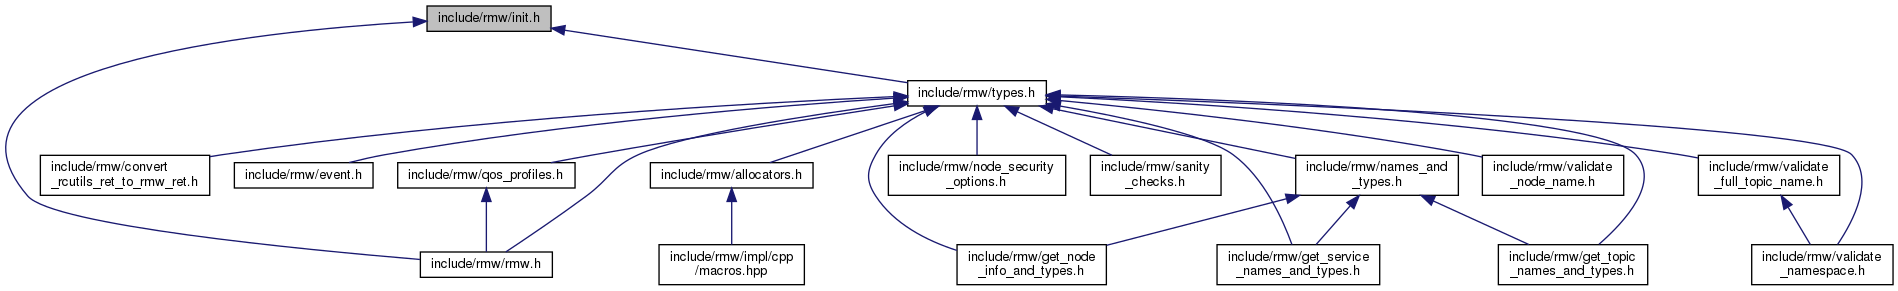 include/rmw/init.h
include/rmw/types.h
include/rmw/convert
_rcutils_ret_to_rmw_ret.h
include/rmw/event.h
include/rmw/qos_profiles.h
include/rmw/allocators.h
include/rmw/node_security
_options.h
include/rmw/sanity
_checks.h
include/rmw/names_and
_types.h
include/rmw/validate
_node_name.h
include/rmw/validate
_full_topic_name.h
include/rmw/rmw.h
include/rmw/impl/cpp
/macros.hpp
include/rmw/get_node
_info_and_types.h
include/rmw/get_service
_names_and_types.h
include/rmw/get_topic
_names_and_types.h
include/rmw/validate
_namespace.h